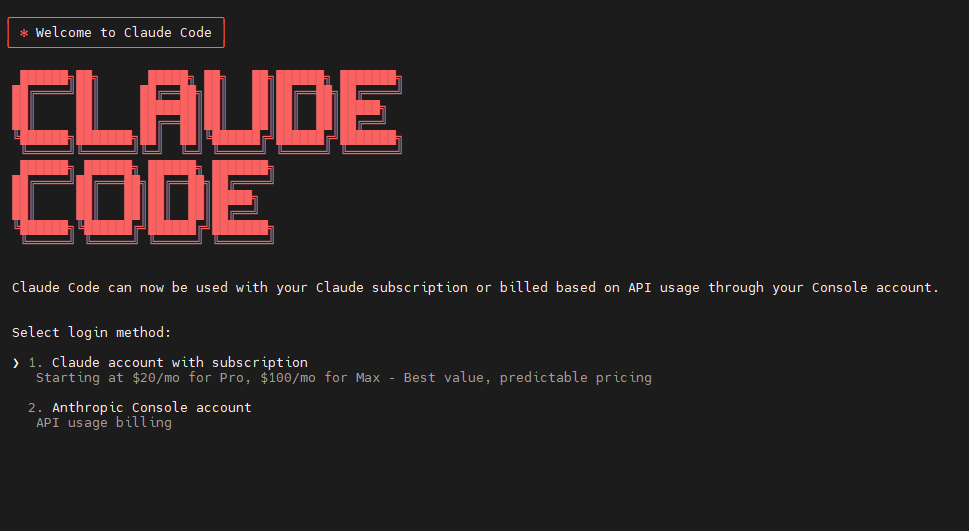 ✻ Welcome to Claude Code
CLAUDE
CODE
Claude Code can now be used with your Claude subscription or billed based on API usage through your Console account.
Select login method:
❯ 1. Claude account with subscription
Starting at $20/mo for Pro, $100/mo for Max - Best value, predictable pricing
2. Anthropic Console account
API usage billing